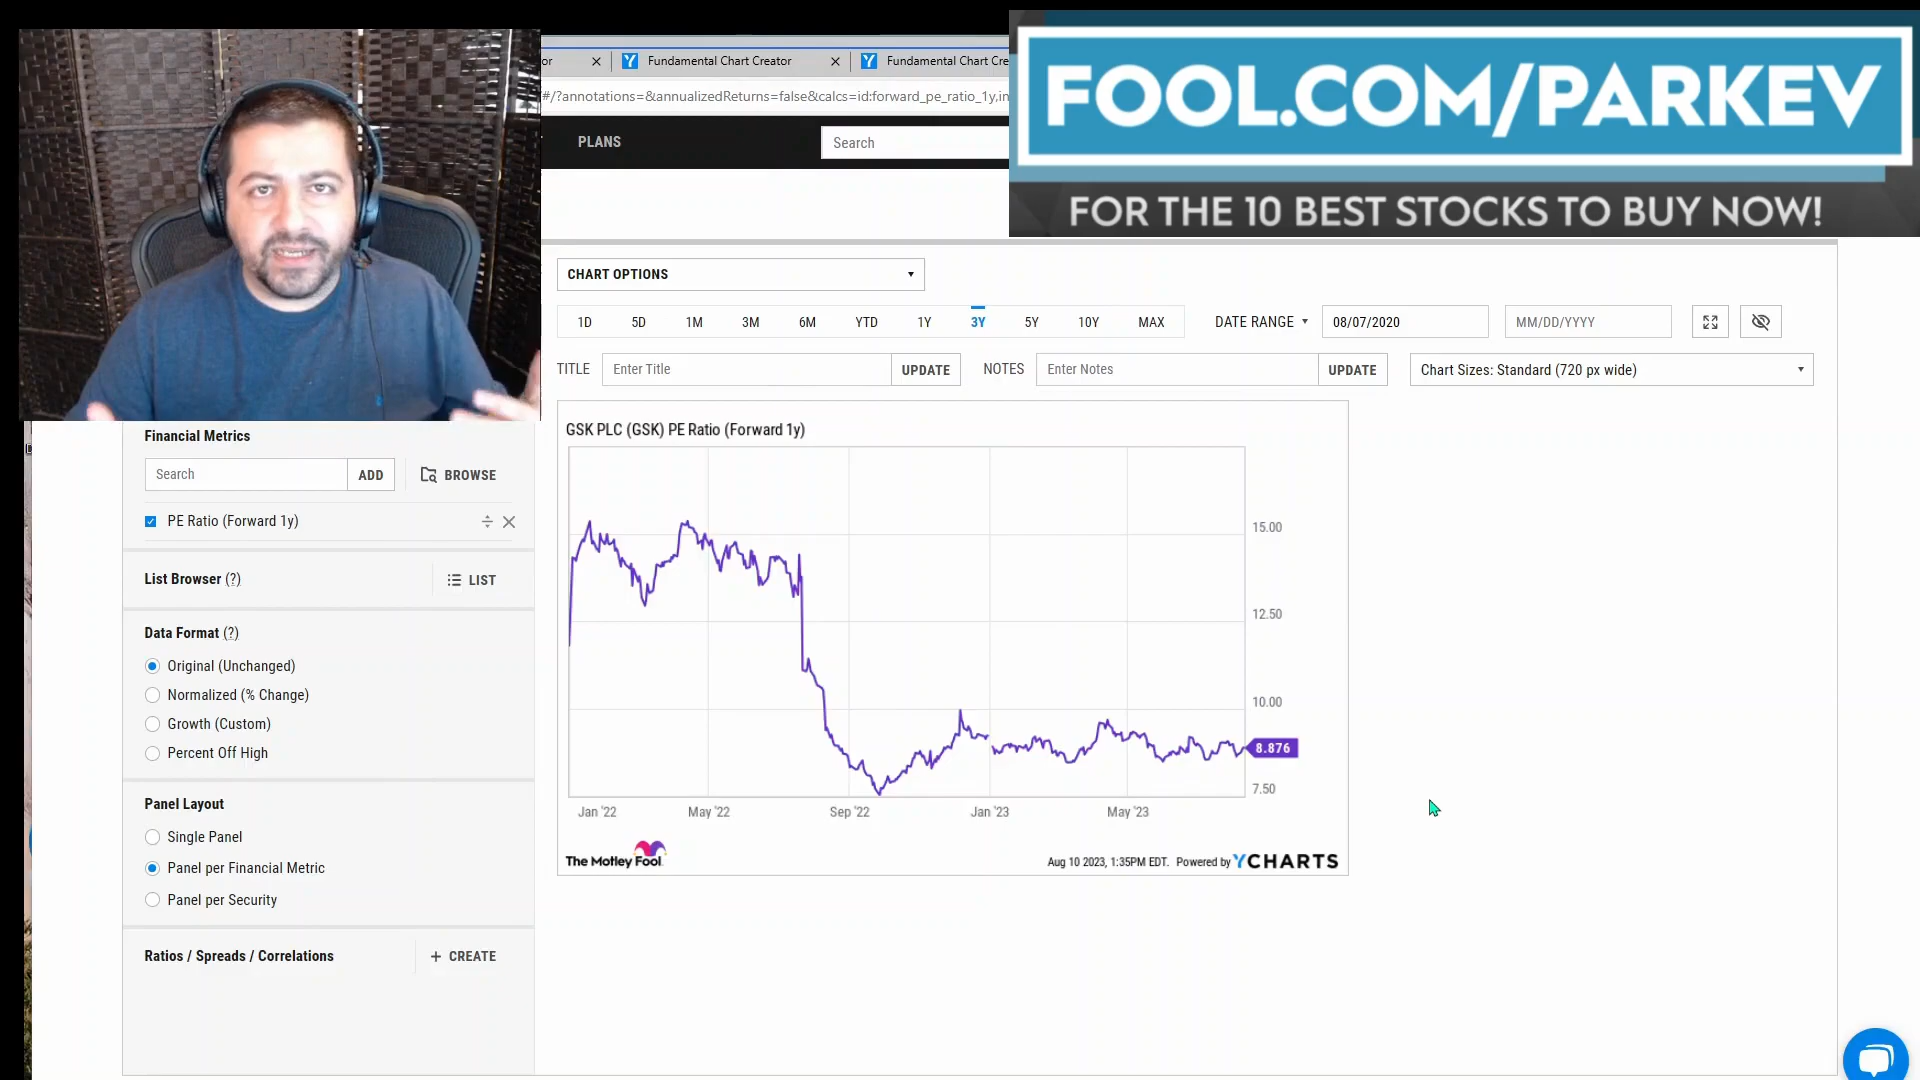 or
Fundamental Chart Creator
Fundamental Chart Cre
#/?annotations=&annualizedReturns=false&calcs=id:forward_pe_ratio_1y,in
FOOL.COM/PARKEV
FOR THE 10 BEST STOCKS TO BUY NOW!
PLANS
Search
CHART OPTIONS
1D 5D 1M 3M 6M YTD 1Y 3Y 5Y 10Y MAX DATE RANGE 08/07/2020 MM/DD/YYYY
TITLE Enter Title UPDATE NOTES Enter Notes UPDATE Chart Sizes: Standard (720 px wide)
Financial Metrics
Search ADD BROWSE
PE Ratio (Forward 1y)
List Browser (?) LIST
Data Format (?)
Original (Unchanged)
Normalized (% Change)
Growth (Custom)
Percent Off High
Panel Layout
Single Panel
Panel per Financial Metric
Panel per Security
Ratios / Spreads / Correlations + CREATE
GSK PLC (GSK) PE Ratio (Forward 1y)
15.00
12.50
10.00
8.876
7.50
Jan '22 May '22 Sep '22 Jan '23 May '23
The Motley Fool
Aug 10 2023, 1:35PM EDT. Powered by YCHARTS